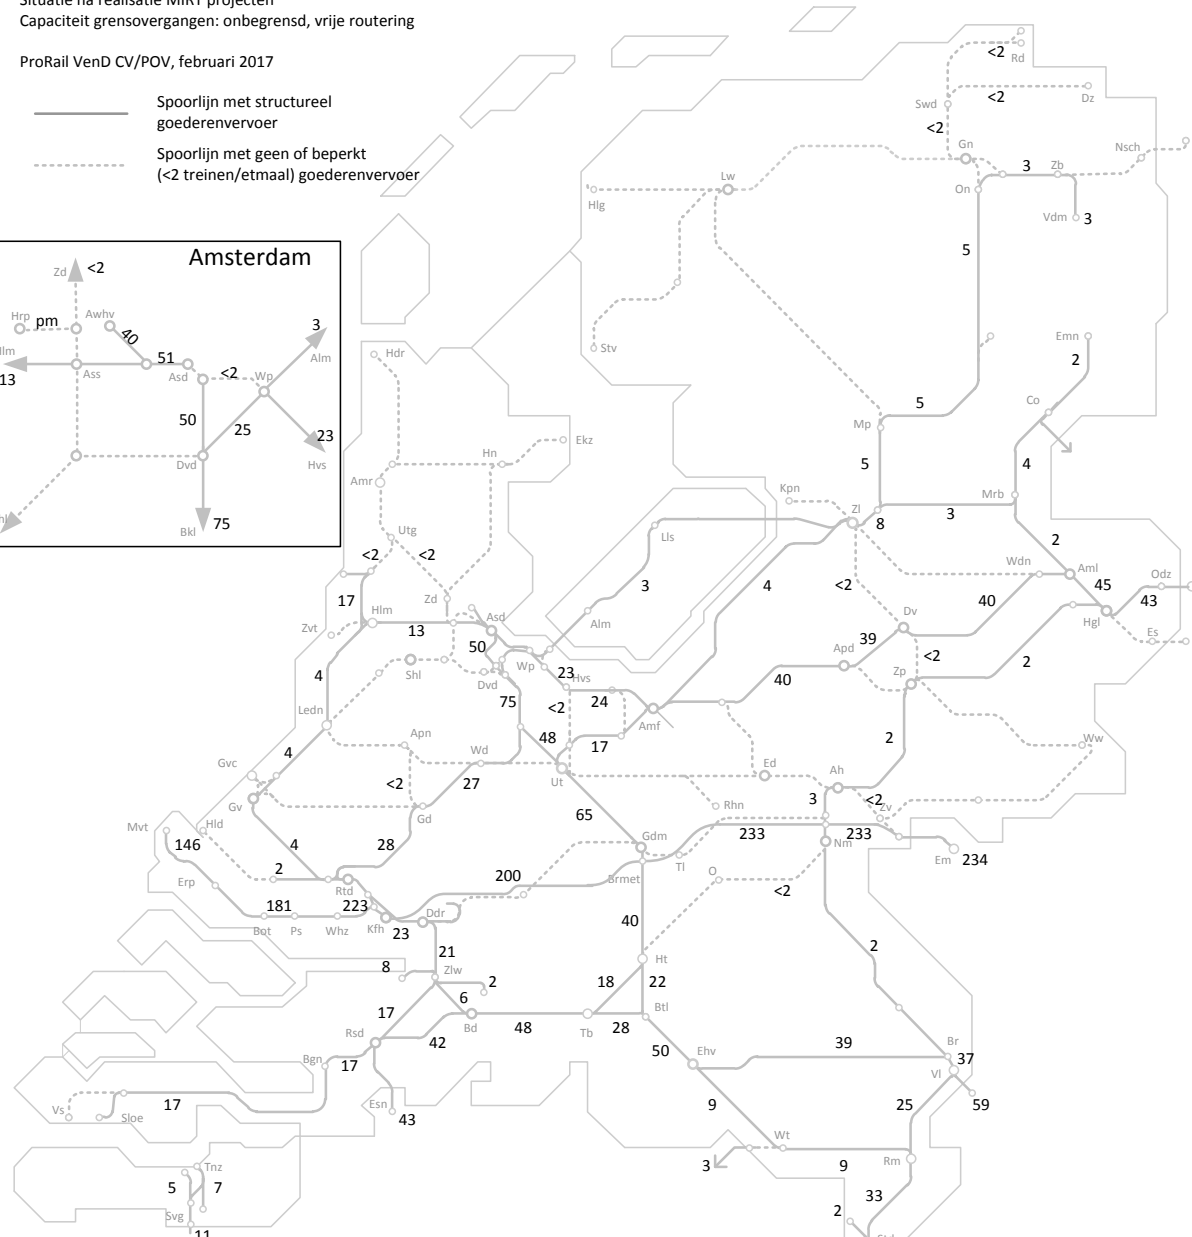 Situatie na realisatie MIRT projecten
Capaciteit grensovergangen: onbegrensd, vrije routering
ProRail VenD CV/POV, februari 2017
Spoorlijn met structureel
goederenvervoer
Spoorlijn met geen of beperkt
(<2 treinen/etmaal) goederenvervoer
Amsterdam
Zd
<2
Hrp
pm
Awhv
40
51
3
Alm
13
Ass
Asd
<2
Wp
50
25
23
Hvs
Dvd
Bkl
75
<2
Rd
Swd
<2
Dz
<2
Gn
Nsch
3
Zb
On
Vdm
3
Lw
Hlg
5
Stv
Hdr
Emn
2
Co
5
Mp
Ekz
Hn
Amr
5
4
Kpn
Mrb
Zl
8
3
Utg
<2
<2
Lls
2
Wdn
Aml
45
Odz
43
Hgl
Es
3
4
<2
40
17
Zd
Hlm
13
Zvt
Asd
Alm
Dv
39
Apd
50
Wp
23
Hvs
<2
2
Zp
Shl
Dvd
4
75
<2
24
40
Ledn
Amf
Apn
48
17
2
Ww
4
Wd
Gvc
<2
27
Ut
Ed
Ah
Gv
Gd
Rhn
3
<2
Zv
Mvt
Hld
65
146
4
28
Gdm
233
233
Tl
Nm
Em
234
Erp
2
Rtd
200
Brmet
O
<2
181
223
Ddr
Bot
Ps
Whz
Kfh
23
40
21
2
8
Zlw
2
Ht
18
22
17
6
Btl
Rsd
Bd
48
Tb
28
42
50
39
Br
37
Bgn
17
Ehv
Vl
Vs
17
Sloe
Esn
43
9
25
59
Wt
3
9
Rm
Tnz
5
7
33
Svg
2
11